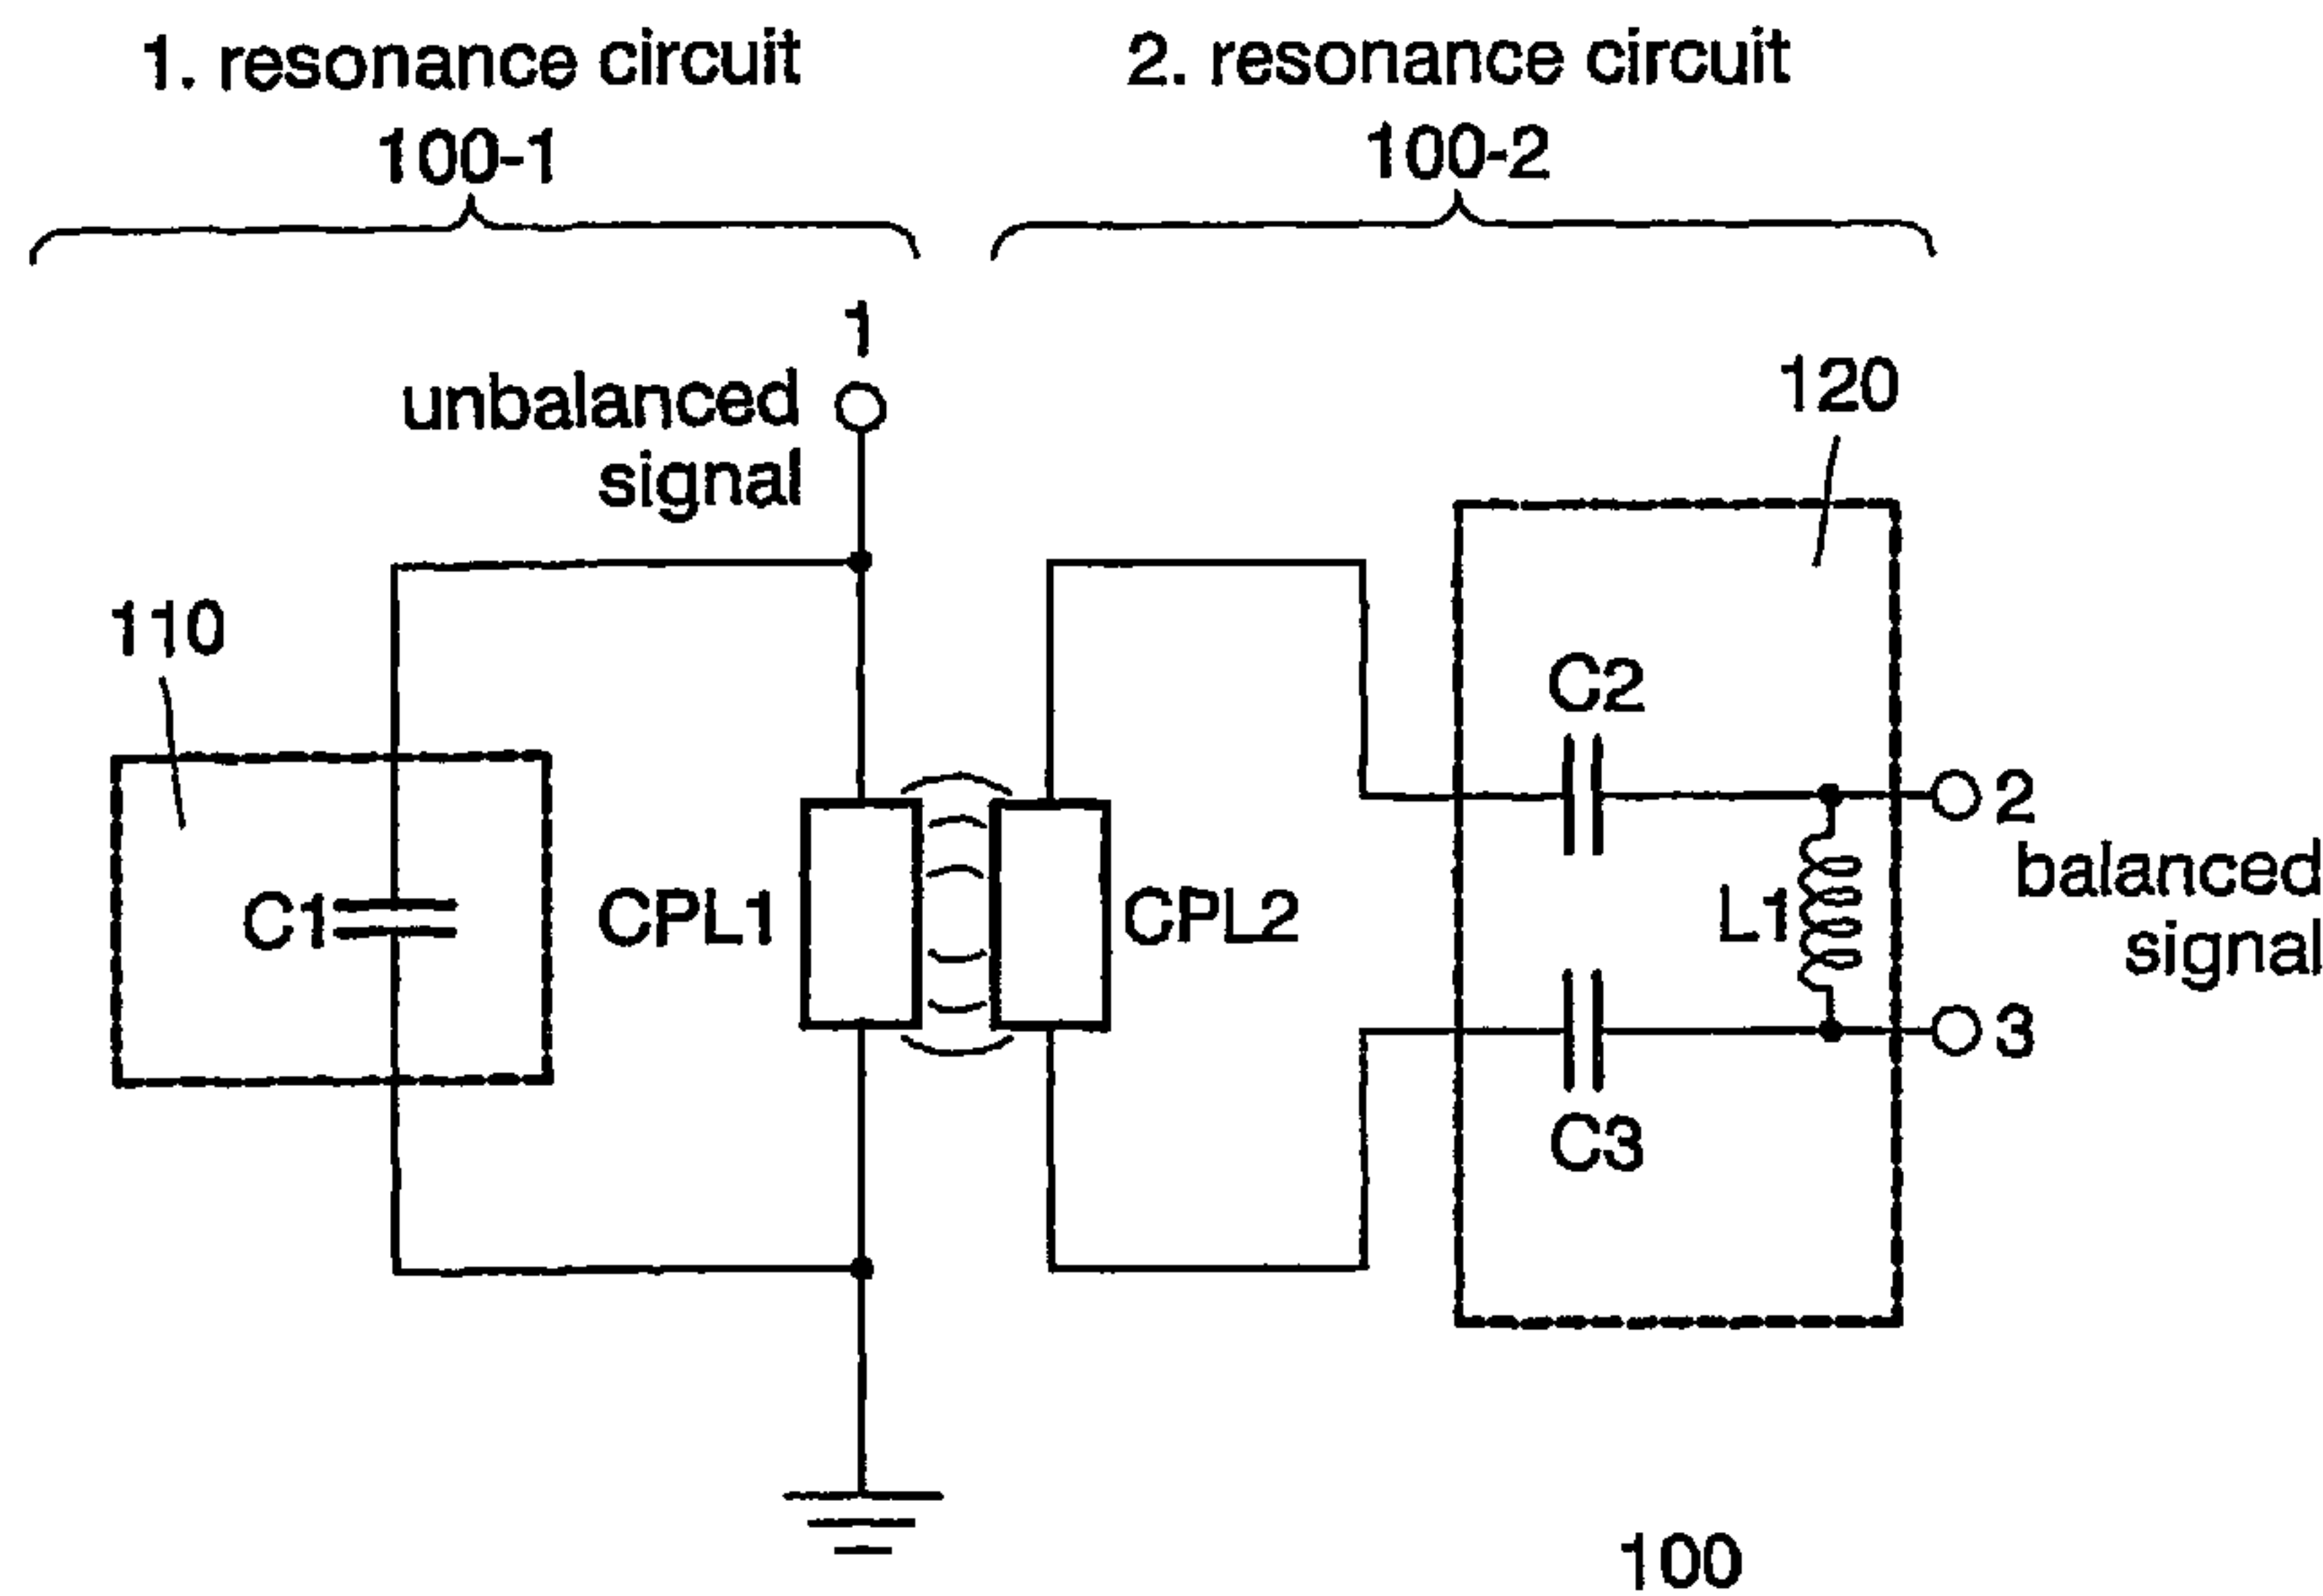 1. resonance circuit
100-1
2. resonance circuit
100-2
1
unbalanced
signal
120
110
C2
2
balanced
signal
C1
CPL1
CPL2
L1
3
C3
100